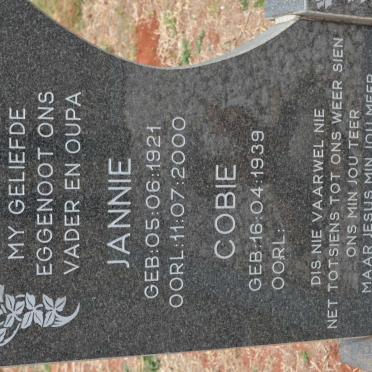 MY GELIEFDE
EGGENOOT ONS
VADER EN OUPA
JANNIE
GEB:05:06:1921
OORL:11:07:2000
COBIE
GEB:16:04:1939
OORL:
DIS NIE VAARWEL NIE
NET TOTSIENS TOT ONS WEER SIEN
ONS MIN JOU TEER
MAAR JESUS MIN JOU MEER